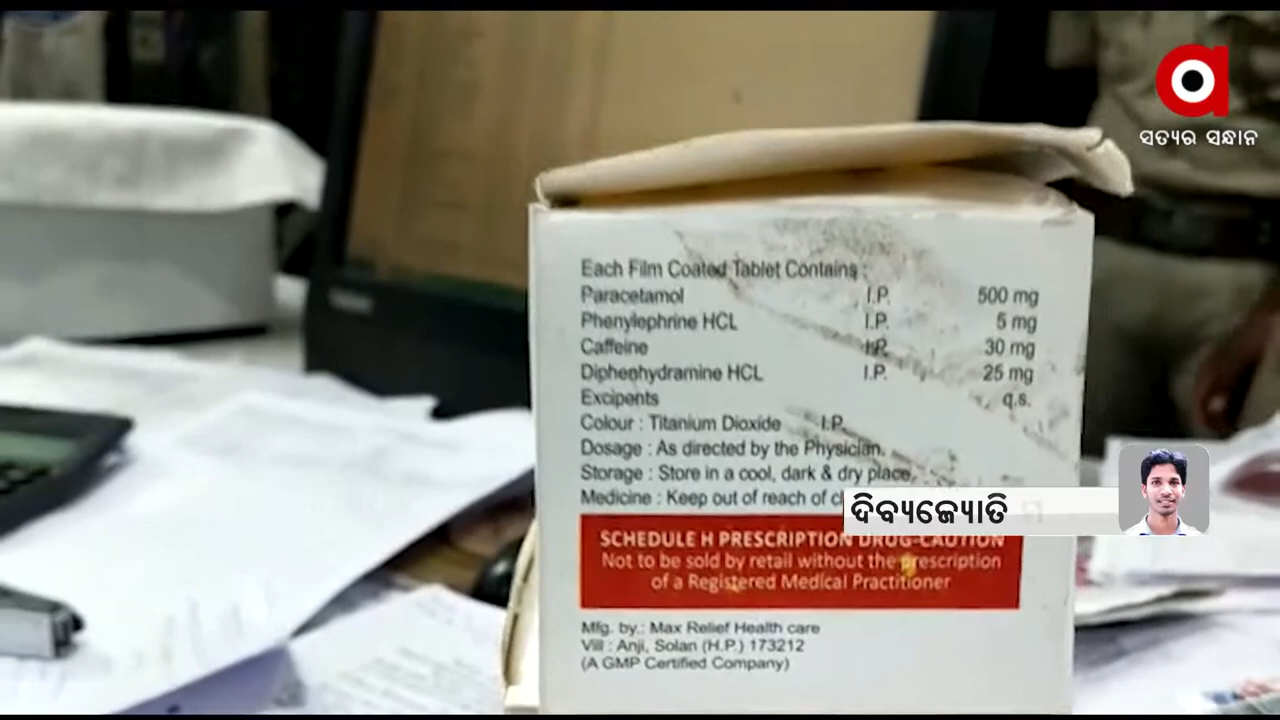 ସତ୍ୟର ସନ୍ଧାନ
Each Film Coated Tablet Contains :
Paracetamol I.P. 500 mg
Phenylephrine HCL I.P. 5 mg
Caffeine I.P. 30 mg
Diphenhydramine HCL I.P. 25 mg
Excipents q.s.
Colour : Titanium Dioxide I.P.
Dosage : As directed by the Physician.
Storage : Store in a cool, dark & dry place,
Medicine : Keep out of reach of
ଦିବ୍ୟଜ୍ୟୋତି
SCHEDULE H PRESCRIPTION DRUG-CAUTION
Not to be sold by retail without the prescription
of a Registered Medical Practitioner
Mfg. by.: Max Relief Health care
Vill : Anji, Solan (H.P.) 173212
(A GMP Certified Company)